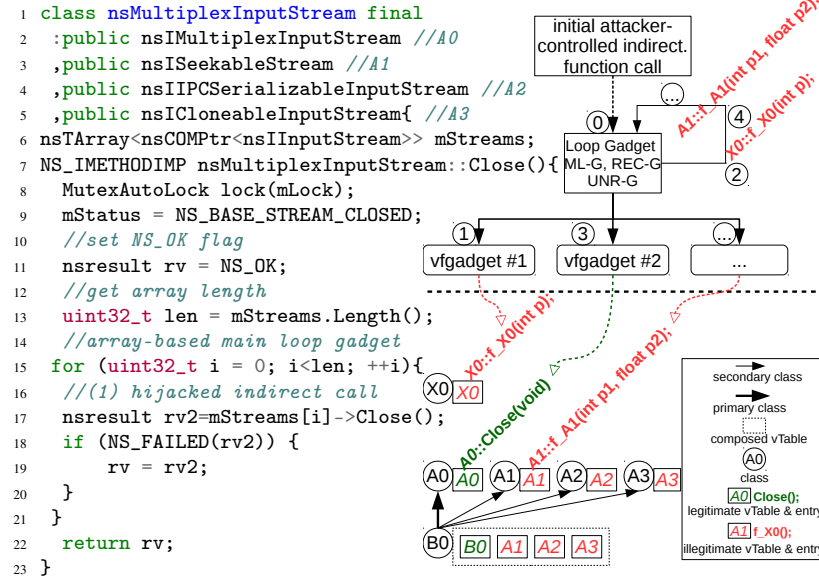 1 class nsMultiplexInputStream final
2 :public nsIMultiplexInputStream //A0
3 ,public nsISeekableStream //A1
4 ,public nsIIPCSerializableInputStream //A2
5 ,public nsICloneableInputStream{ //A3
6 nsTArray<nsCOMPtr<nsIInputStream>> mStreams;
7 NS_IMETHODIMP nsMultiplexInputStream::Close(){
8 MutexAutoLock lock(mLock);
9 mStatus = NS_BASE_STREAM_CLOSED;
10 //set NS_OK flag
11 nsresult rv = NS_OK;
12 //get array length
13 uint32_t len = mStreams.Length();
14 //array-based main loop gadget
15 for (uint32_t i = 0; i<len; ++i){
16 //(1) hijacked indirect call
17 nsresult rv2=mStreams[i]->Close();
18 if (NS_FAILED(rv2)) {
19 rv = rv2;
20 }
21 }
22 return rv;
23 }
initial attacker-
controlled indirect.
function call
0
Loop Gadget
ML-G, REC-G
UNR-G
...
4
2
A1::f_A1(int p1, float p2);
X0::f_X0(int p);
1
3
...
vfgadget #1
vfgadget #2
...
X0::f_X0(int p);
A0::Close(void)
A1::f_A1(int p1, float p2);
X0 X0
A0 A0 A1 A1 A2 A2 A3 A3
B0 B0 A1 A2 A3
secondary class
primary class
composed vTable
A0
class
A0 Close();
legitimate vTable & entry
A1 f_X0();
illegitimate vTable & entry